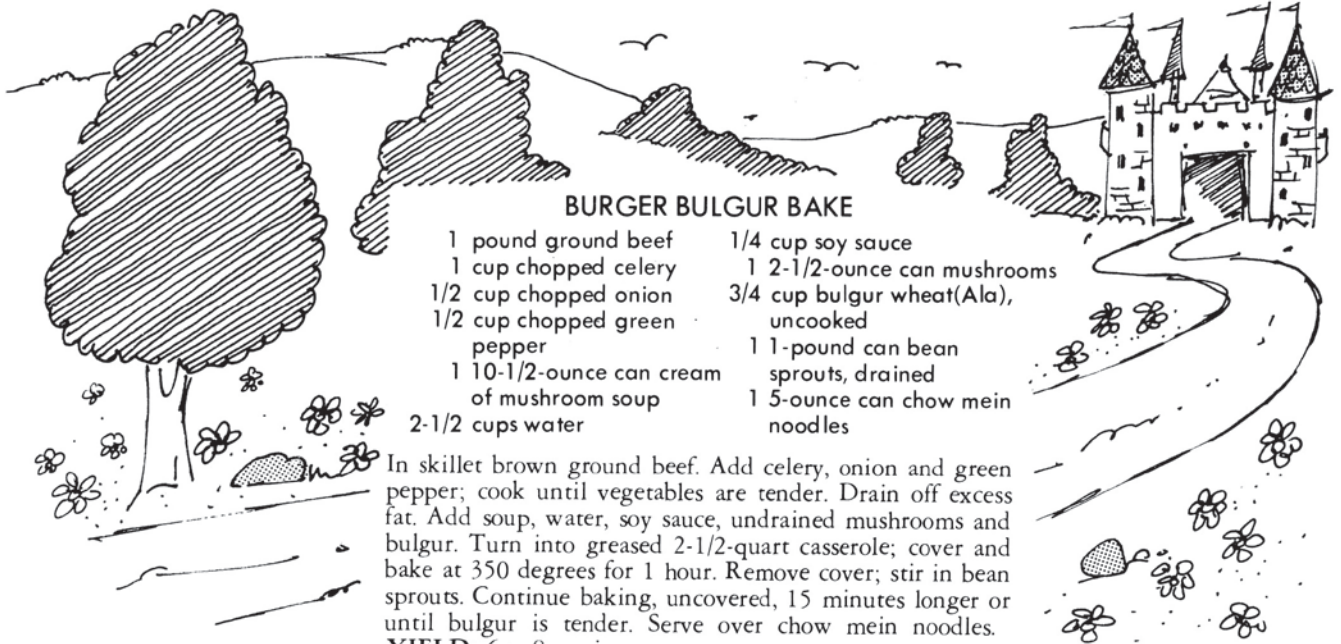 BURGER BULGUR BAKE
1 pound ground beef
1 cup chopped celery
1/2 cup chopped onion
1/2 cup chopped green
pepper
1 10-1/2-ounce can cream
of mushroom soup
2-1/2 cups water
1/4 cup soy sauce
1 2-1/2-ounce can mushrooms
3/4 cup bulgur wheat(Ala),
uncooked
1 1-pound can bean
sprouts, drained
1 5-ounce can chow mein
noodles
In skillet brown ground beef. Add celery, onion and green
pepper; cook until vegetables are tender. Drain off excess
fat. Add soup, water, soy sauce, undrained mushrooms and
bulgur. Turn into greased 2-1/2-quart casserole; cover and
bake at 350 degrees for 1 hour. Remove cover; stir in bean
sprouts. Continue baking, uncovered, 15 minutes longer or
until bulgur is tender. Serve over chow mein noodles.
YIELD